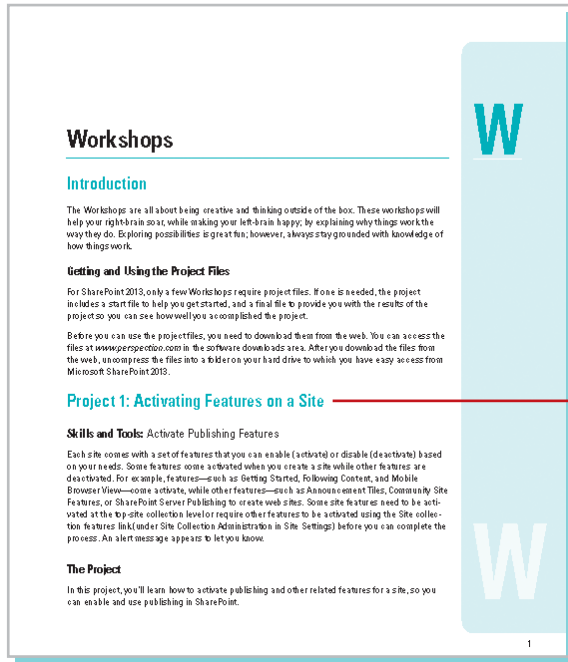 W
Workshops
Introduction
The Workshops are all about being creative and thinking outside of the box. These workshops will
help your right-brain soar, while making your left-brain happy; by explaining why things work the
way they do. Exploring possibilities is great fun; however, always stay grounded with knowledge of
how things work.
Getting and Using the Project Files
For SharePoint 2013, only a few Workshops require project files. If one is needed, the project
includes a start file to help you get started, and a final file to provide you with the results of the
project so you can see how well you accomplished the project.
Before you can use the project files, you need to download them from the web. You can access the
files at www.perspection.com in the software downloads area. After you download the files from
the web, uncompress the files into a folder on your hard drive to which you have easy access from
Microsoft SharePoint 2013.
Project 1: Activating Features on a Site
Skills and Tools: Activate Publishing Features
Each site comes with a set of features that you can enable (activate) or disable (deactivate) based
on your needs. Some features come activated when you create a site while other features are
deactivated. For example, features—such as Getting Started, Following Content, and Mobile
Browser View—come activate, while other features—such as Announcement Tiles, Community Site
Features, or SharePoint Server Publishing to create web sites. Some site features need to be acti-
vated at the top-site collection level or require other features to be activated using the Site collec-
tion features link(under Site Collection Administration in Site Settings) before you can complete the
process. An alert message appears to let you know.
The Project
In this project, you'll learn how to activate publishing and other related features for a site, so you
can enable and use publishing in SharePoint.
W
1